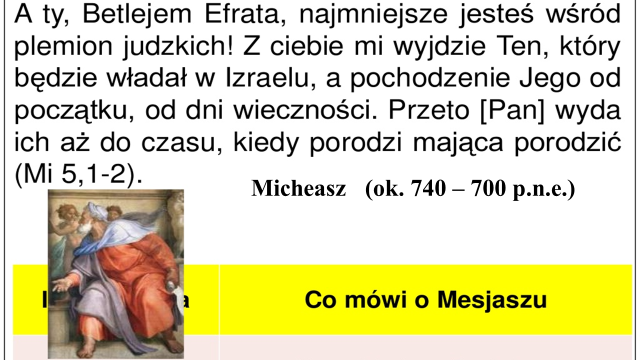 A ty, Betlejem Efrata, najmniejsze jesteś wśród
plemion judzkich! Z ciebie mi wyjdzie Ten, który
będzie władał w Izraelu, a pochodzenie Jego od
początku, od dni wieczności. Przeto [Pan] wyda
ich aż do czasu, kiedy porodzi mająca porodzić
(Mi 5,1-2).
Micheasz (ok. 740 – 700 p.n.e.)
Co mówi o Mesjaszu